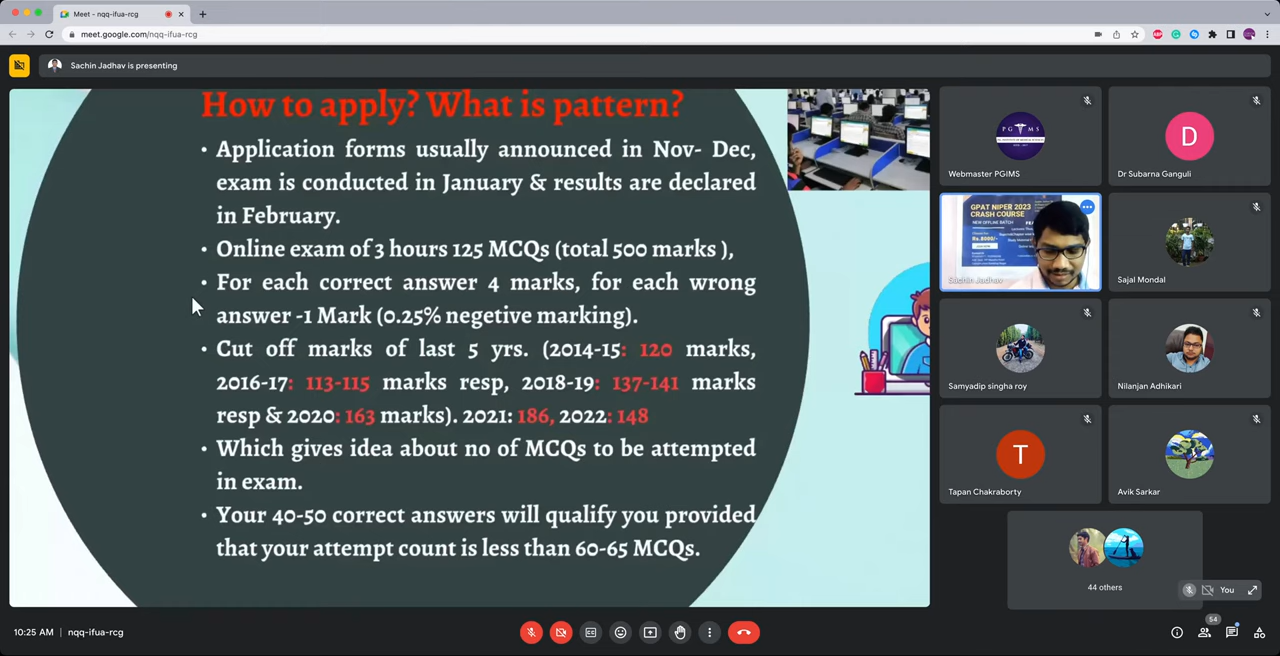 Meet - nqq-ifua-rcg
meet.google.com/nqq-ifua-rcg
Sachin Jadhav is presenting
How to apply? What is pattern?
• Application forms usually announced in Nov- Dec,
exam is conducted in January & results are declared
in February.
• Online exam of 3 hours 125 MCQs (total 500 marks ),
• For each correct answer 4 marks, for each wrong
answer -1 Mark (0.25% negetive marking).
• Cut off marks of last 5 yrs. (2014-15: 120 marks,
2016-17: 113-115 marks resp, 2018-19: 137-141 marks
resp & 2020: 163 marks). 2021: 186, 2022: 148
• Which gives idea about no of MCQs to be attempted
in exam.
• Your 40-50 correct answers will qualify you provided
that your attempt count is less than 60-65 MCQs.
PGIMS
Webmaster PGIMS
D
Dr Subarna Ganguli
GPAT NIPER 2023
CRASH COURSE
Rs.8080/-
Sachin Jadhav
Sajal Mondal
Samyadip singha roy
Nilanjan Adhikari
T
Tapan Chakraborty
Avik Sarkar
44 others
You
10:25 AM | nqq-ifua-rcg
54